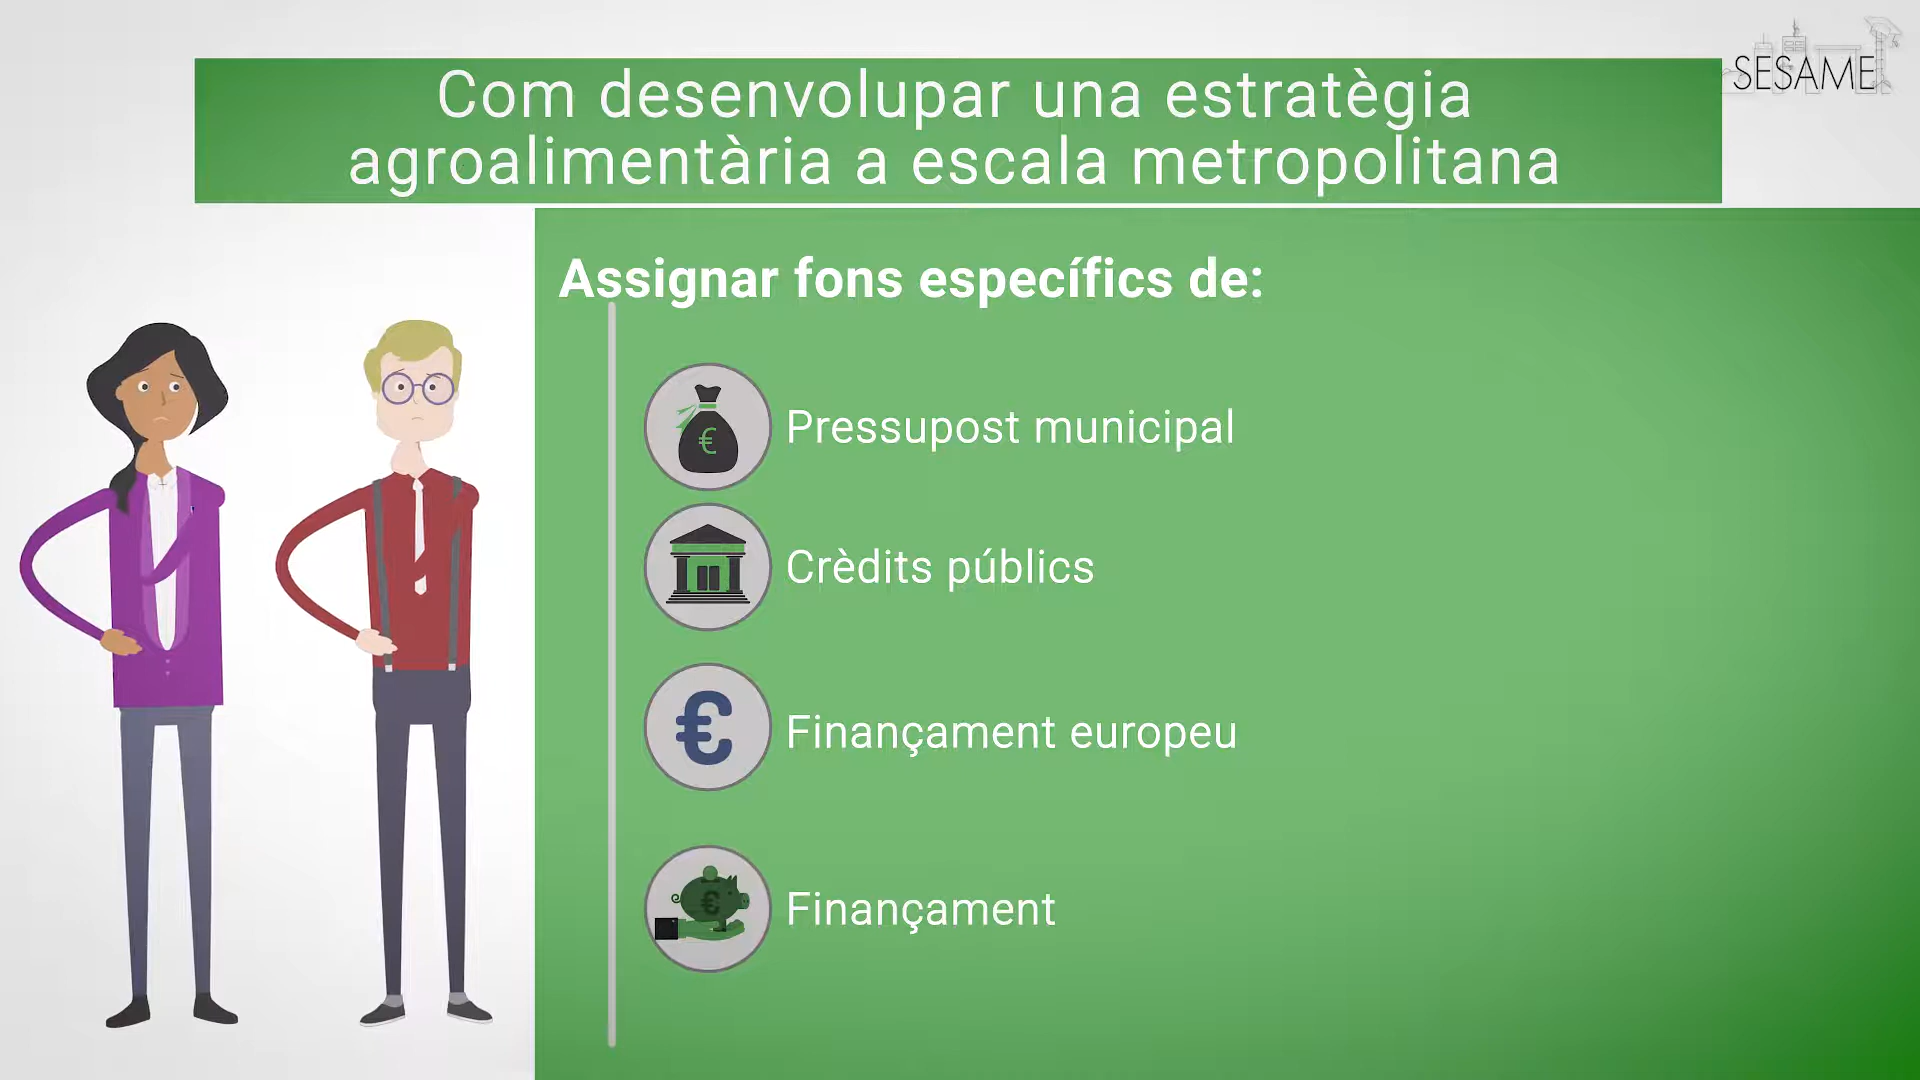 SESAME
Com desenvolupar una estratègia
agroalimentària a escala metropolitana
Assignar fons específics de:
€ Pressupost municipal
Crèdits públics
€ Finançament europeu
€ Finançament